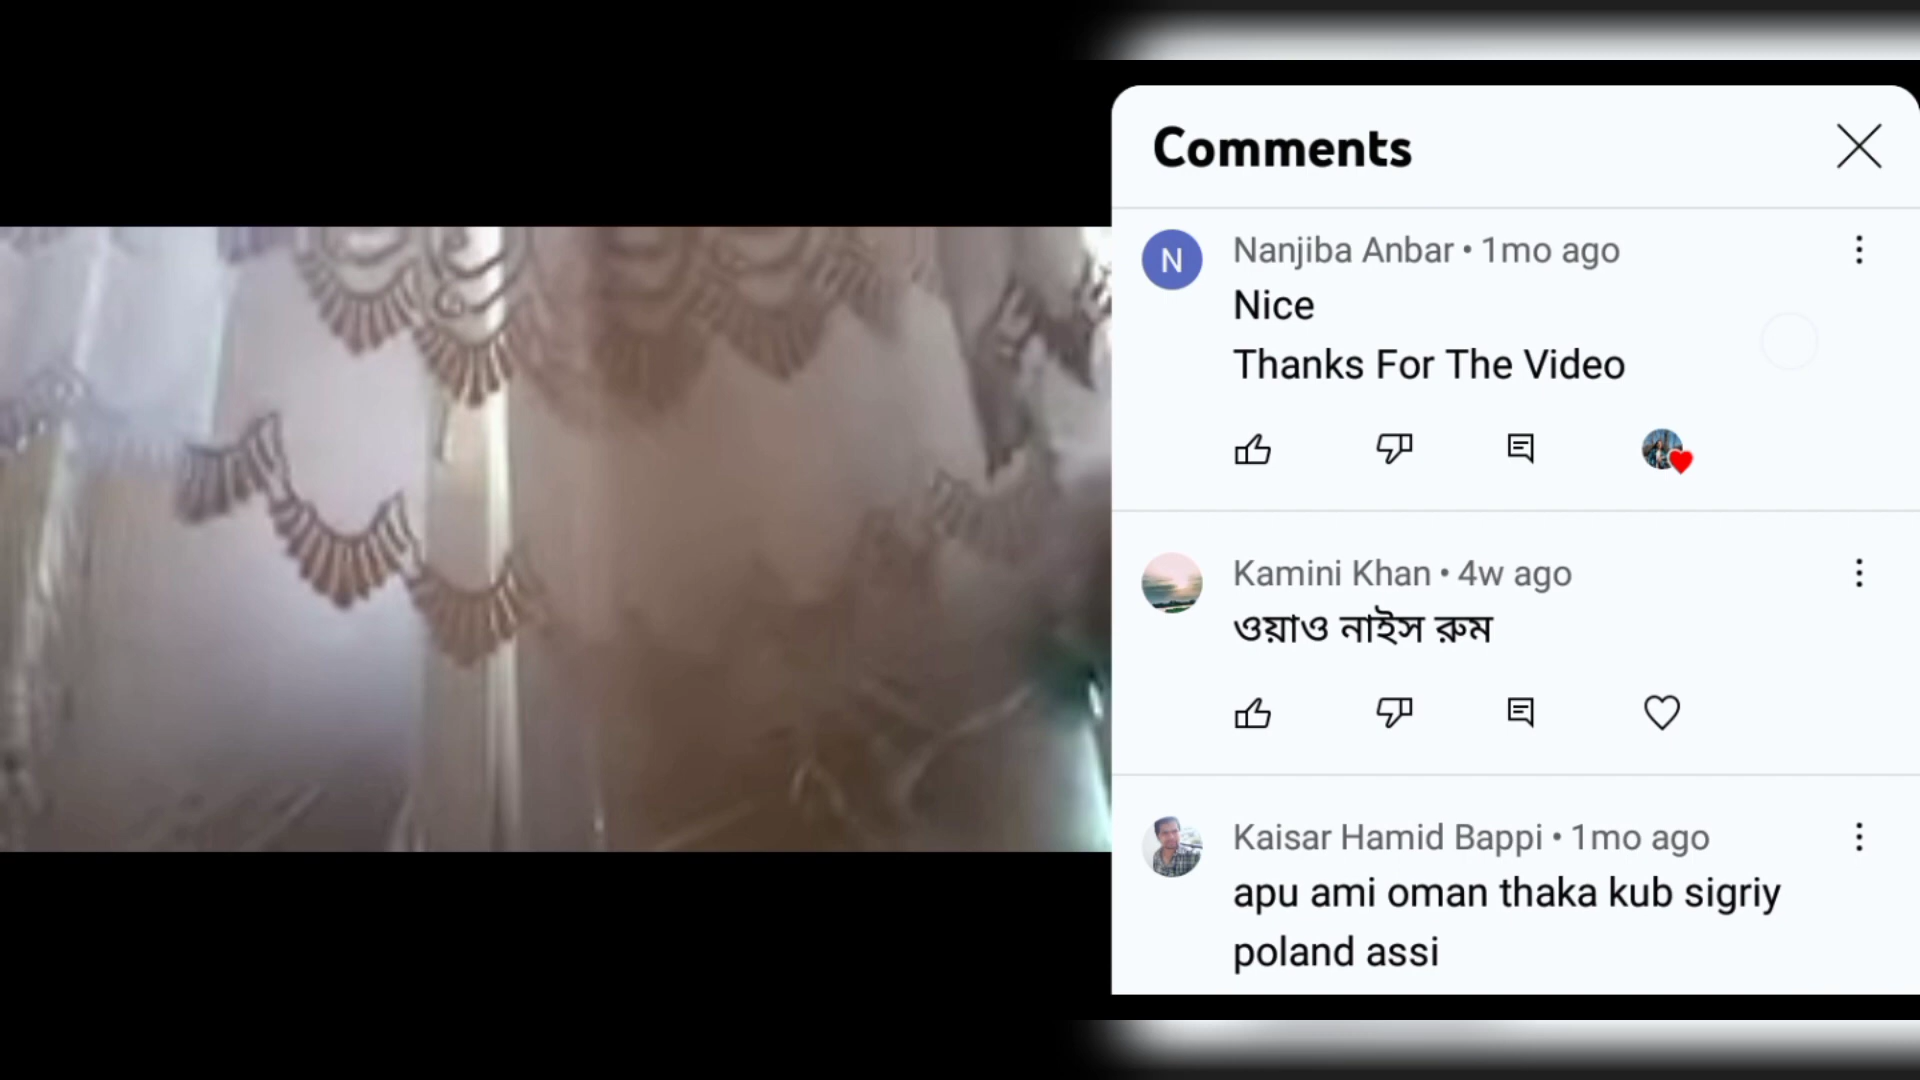 Comments
N
Nanjiba Anbar • 1mo ago
Nice
Thanks For The Video
Kamini Khan • 4w ago
ওয়াও নাইস রুম
Kaisar Hamid Bappi • 1mo ago
apu ami oman thaka kub sigriy
poland assi